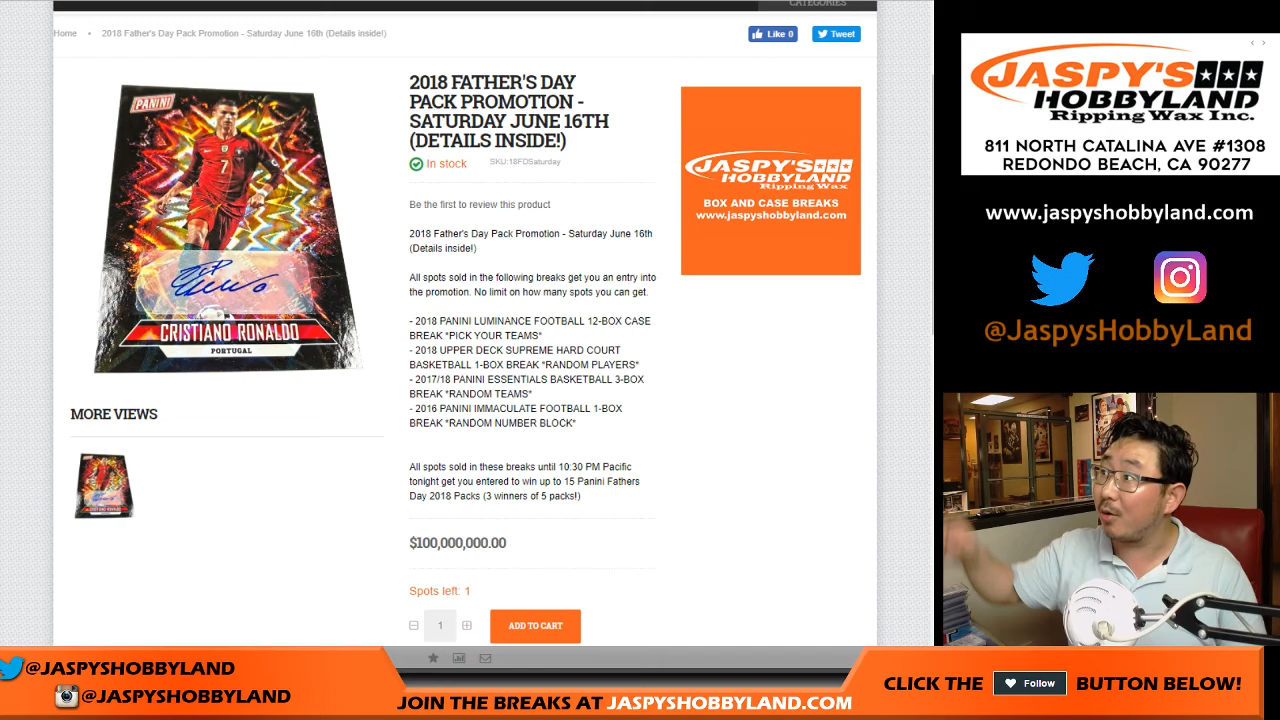 CATEGORIES
Home • 2018 Father's Day Pack Promotion - Saturday June 16th (Details inside!)
Like 0
Tweet
PANINI
7
CRISTIANO RONALDO
PORTUGAL
MORE VIEWS
2018 FATHER'S DAY
PACK PROMOTION -
SATURDAY JUNE 16TH
(DETAILS INSIDE!)
In stock
SKU:18FDSaturday
Be the first to review this product
2018 Father's Day Pack Promotion - Saturday June 16th
(Details inside!)
All spots sold in the following breaks get you an entry into
the promotion. No limit on how many spots you can get.
- 2018 PANINI LUMINANCE FOOTBALL 12-BOX CASE
BREAK *PICK YOUR TEAMS*
- 2018 UPPER DECK SUPREME HARD COURT
BASKETBALL 1-BOX BREAK *RANDOM PLAYERS*
- 2017/18 PANINI ESSENTIALS BASKETBALL 3-BOX
BREAK *RANDOM TEAMS*
- 2016 PANINI IMMACULATE FOOTBALL 1-BOX
BREAK *RANDOM NUMBER BLOCK*
All spots sold in these breaks until 10:30 PM Pacific
tonight get you entered to win up to 15 Panini Fathers
Day 2018 Packs (3 winners of 5 packs!)
$100,000,000.00
Spots left: 1
1
ADD TO CART
JASPY'S
HOBBYLAND
Ripping Wax
BOX AND CASE BREAKS
www.jaspyshobbyland.com
JASPY'S
HOBBYLAND
Ripping Wax Inc.
811 NORTH CATALINA AVE #1308
REDONDO BEACH, CA 90277
www.jaspyshobbyland.com
@JaspysHobbyLand
@JASPYSHOBBYLAND
@JASPYSHOBBYLAND
JOIN THE BREAKS AT JASPYSHOBBYLAND.COM
CLICK THE Follow BUTTON BELOW!